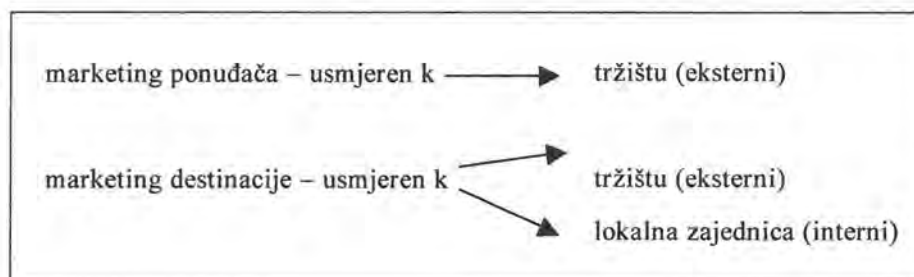 marketing ponuđača – usmjeren k tržištu (eksterni)
marketing destinacije – usmjeren k tržištu (eksterni)
lokalna zajednica (interni)